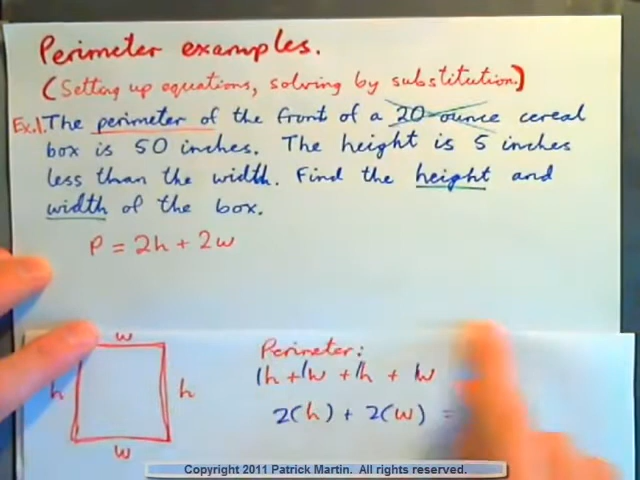 Perimeter examples.
(Setting up equations, solving by substitution.)
Ex.1. The perimeter of the front of a 20-ounce cereal
box is 50 inches. The height is 5 inches
less than the width. Find the height and
width of the box.
P = 2h + 2w
w
h
h
w
Perimeter:
1h + 1w + 1h + 1w
2(h) + 2(w) =
Copyright 2011 Patrick Martin. All rights reserved.